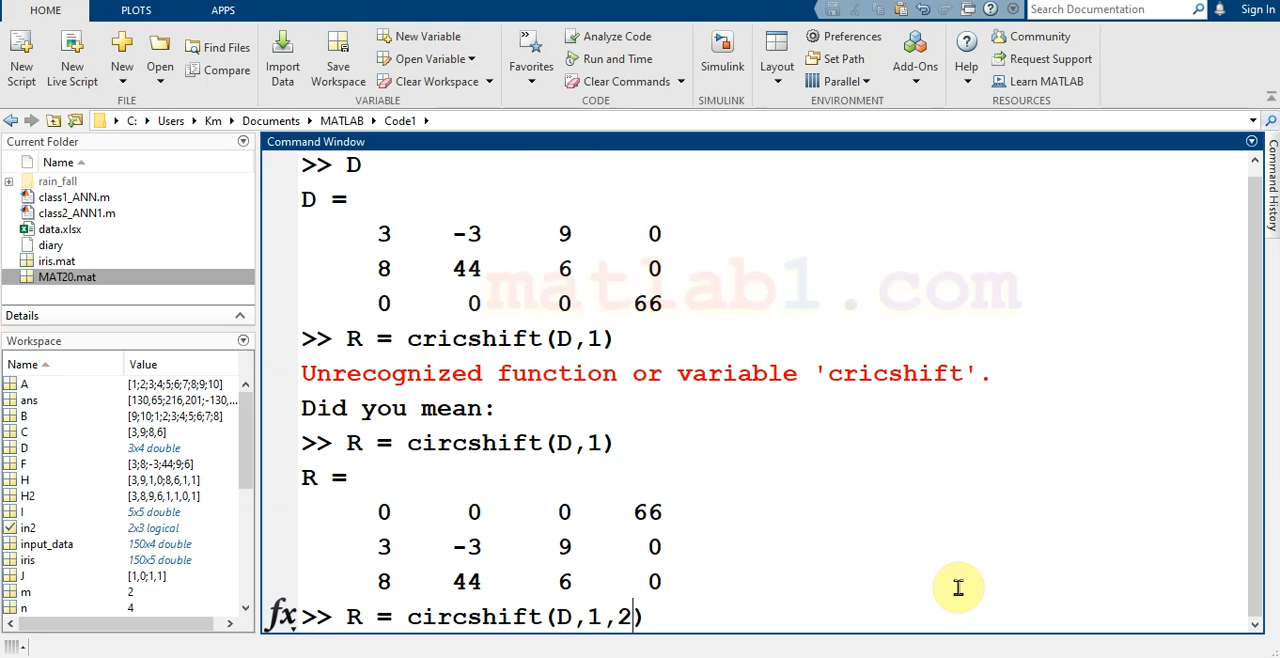 HOME PLOTS APPS
Search Documentation
Sign In
New Script
New Live Script
New
Open
Find Files
Compare
FILE
Import Data
Save Workspace
New Variable
Open Variable
Clear Workspace
VARIABLE
Favorites
Analyze Code
Run and Time
Clear Commands
CODE
Simulink
SIMULINK
Layout
Preferences
Set Path
Parallel
Add-Ons
ENVIRONMENT
Help
Community
Request Support
Learn MATLAB
RESOURCES
C: Users Km Documents MATLAB Code1
Current Folder
Name
rain_fall
class1_ANN.m
class2_ANN1.m
data.xlsx
diary
iris.mat
MAT20.mat
Details
Workspace
Name Value
A [1;2;3;4;5;6;7;8;9;10]
ans [130,65;216,201;-130,...
B [9;10;1;2;3;4;5;6;7;8]
C [3,9;8,6]
D 3x4 double
F [3;8;-3;44;9;6]
H [3,9,1,0;8,6,1,1]
H2 [3,8,9,6,1,1,0,1]
I 5x5 double
in2 2x3 logical
input_data 150x4 double
iris 150x5 double
J [1,0;1,1]
m 2
n 4
Command Window
>> D
D =
3 -3 9 0
8 44 6 0
0 0 0 66
matlab1.com
>> R = cricshift(D,1)
Unrecognized function or variable 'cricshift'.
Did you mean:
>> R = circshift(D,1)
R =
0 0 0 66
3 -3 9 0
8 44 6 0
fx >> R = circshift(D,1,2)
Command History